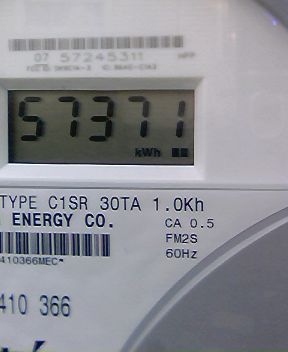 07 57245311
57371
kWh
TYPE C1SR 30TA 1.0Kh
ENERGY CO.
CA 0.5
FM2S
60Hz
410366MEC*
410 366